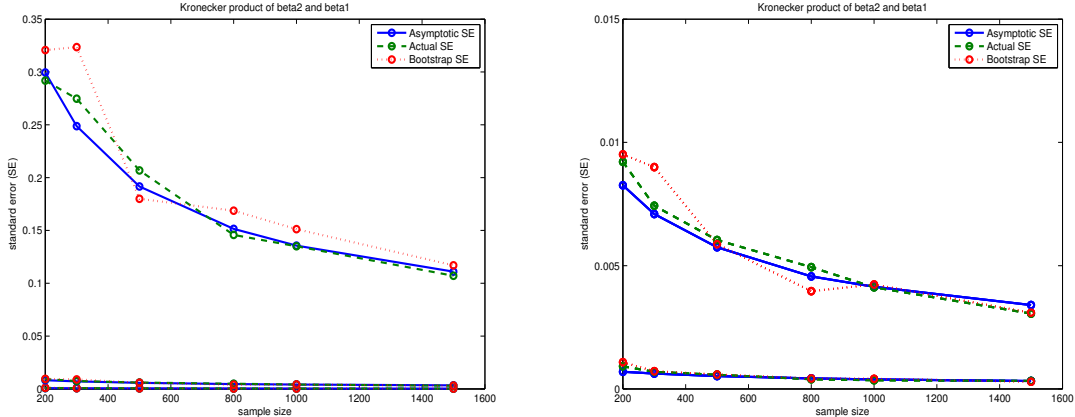 Kronecker product of beta2 and beta1
0.35
0.3
0.25
0.2
0.15
0.1
0.05
0
standard error (SE)
Asymptotic SE
Actual SE
Bootstrap SE
200 400 600 800 1000 1200 1400 1600
sample size
Kronecker product of beta2 and beta1
0.015
0.01
0.005
0
standard error (SE)
Asymptotic SE
Actual SE
Bootstrap SE
200 400 600 800 1000 1200 1400 1600
sample size